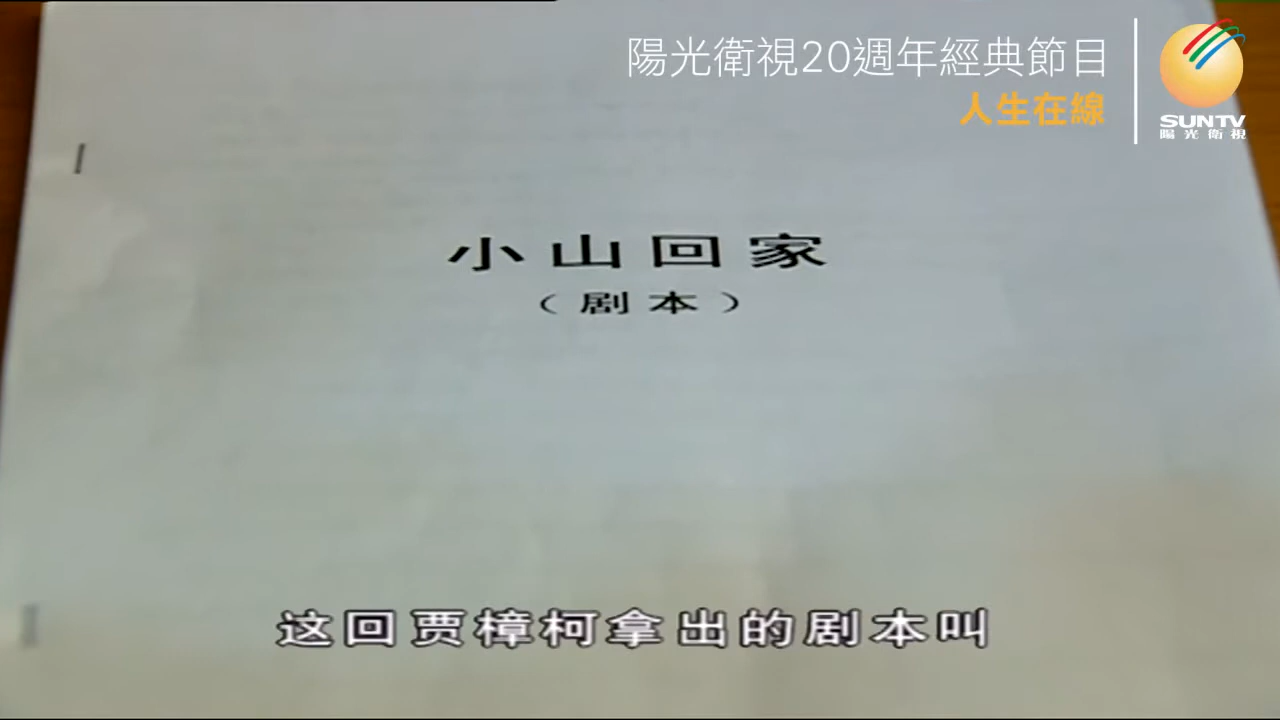 陽光衛視20週年經典節目
人生在線
SUNTV
陽光衛視
小山回家
（剧本）
这回贾樟柯拿出的剧本叫